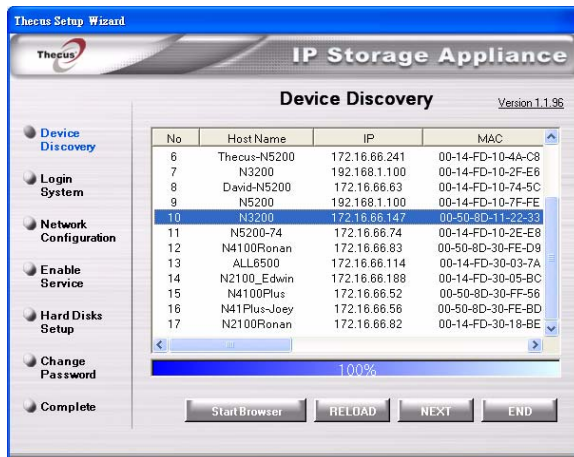 Thecus Setup Wizard
Thecus
IP Storage Appliance
Device Discovery
Version 1.1.96
Device
Discovery
Login
System
Network
Configuration
Enable
Service
Hard Disks
Setup
Change
Password
Complete
No Host Name IP MAC
6 Thecus-N5200 172.16.66.241 00-14-FD-10-4A-C8
7 N3200 192.168.1.100 00-14-FD-10-2F-E6
8 David-N5200 172.16.66.63 00-14-FD-10-74-5C
9 N5200 192.168.1.100 00-14-FD-10-7F-FE
10 N3200 172.16.66.147 00-50-8D-11-22-33
11 N5200-74 172.16.66.74 00-14-FD-10-2E-E8
12 N4100Ronan 172.16.66.83 00-50-8D-30-FE-D9
13 ALL6500 172.16.66.114 00-14-FD-30-03-7A
14 N2100_Edwin 172.16.66.188 00-14-FD-30-05-BC
15 N4100Plus 172.16.66.52 00-50-8D-30-FF-56
16 N41Plus-Joey 172.16.66.56 00-50-8D-30-FE-BD
17 N2100Ronan 172.16.66.82 00-14-FD-30-18-BE
100%
Start Browser RELOAD NEXT END